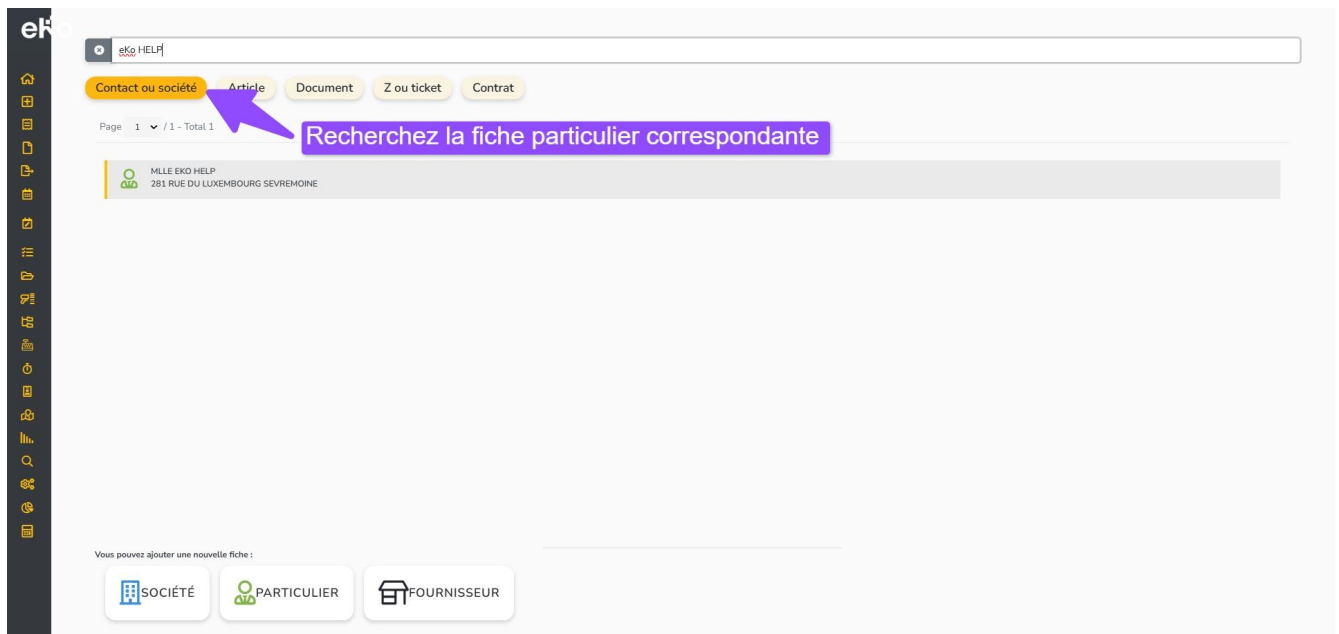 eko
eKo HELP
Contact ou société Article Document Z ou ticket Contrat
Page 1 / 1 - Total 1
Recherchez la fiche particulier correspondante
MLLE EKO HELP
281 RUE DU LUXEMBOURG SEVREMOINE
Vous pouvez ajouter une nouvelle fiche :
SOCIÉTÉ PARTICULIER FOURNISSEUR